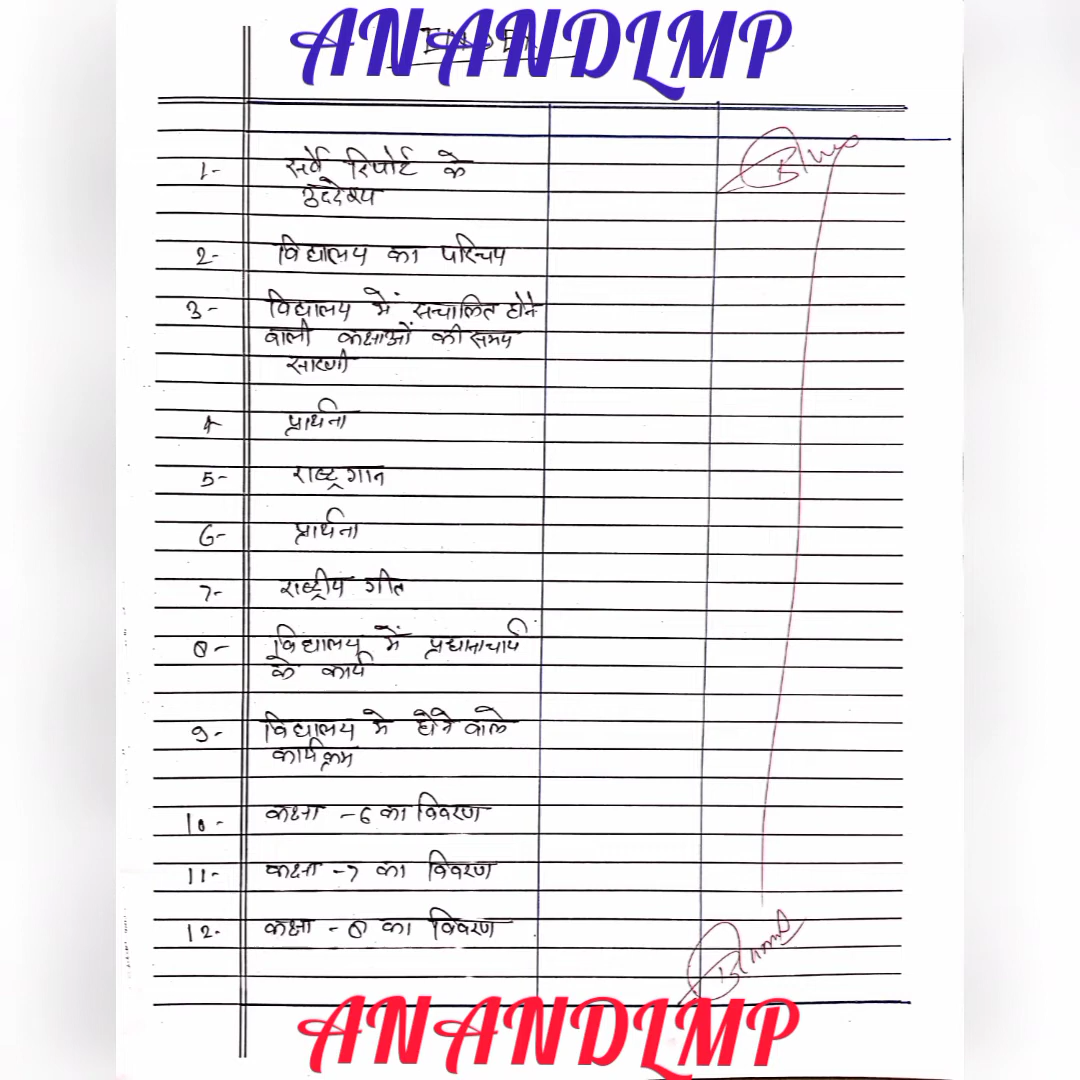 ANANDLMP
1- सर्वे रिपोर्ट के
उददेश्य
2- विद्यालय का परिचय
3- विद्यालय में सन्चालित होने
वाली कक्षाओं की समय
सारणी
4 प्रार्थना
5- राष्ट्रगान
6- प्रार्थना
7- राष्ट्रीय गीत
8- विद्यालय में प्रधानाचार्य
के कार्य
9- विद्यालय मे होने वाले
कार्यक्रम
10- कक्षा -6 का विवरण
11- कक्षा -7 का विवरण
12- कक्षा - 8 का विवरण
ANANDLMP